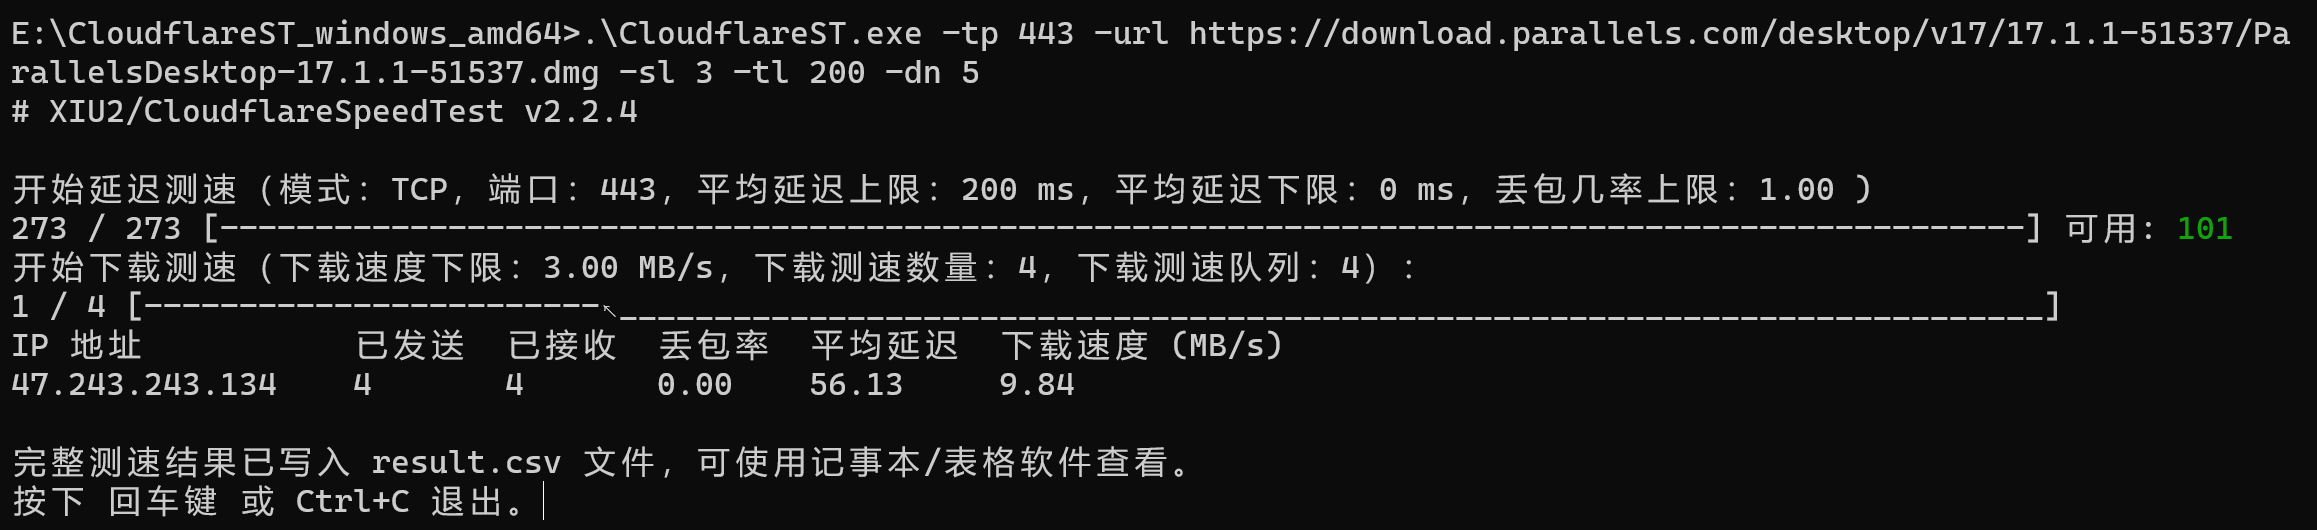 E:\CloudflareST_windows_amd64>.\CloudflareST.exe -tp 443 -url https://download.parallels.com/desktop/v17/17.1.1-51537/Pa
rallelsDesktop-17.1.1-51537.dmg -sl 3 -tl 200 -dn 5
# XIU2/CloudflareSpeedTest v2.2.4
开始延迟测速（模式：TCP, 端口：443, 平均延迟上限：200 ms, 平均延迟下限：0 ms, 丢包几率上限：1.00 )
273 / 273 [-------------------------------------------------------------------------------------] 可用: 101
开始下载测速（下载速度下限：3.00 MB/s, 下载测速数量：4, 下载测速队列：4）：
1 / 4 [------------------------↖___________________________________________________________________________]
IP 地址 已发送 已接收 丢包率 平均延迟 下载速度 (MB/s)
47.243.243.134 4 4 0.00 56.13 9.84
完整测速结果已写入 result.csv 文件，可使用记事本/表格软件查看。
按下 回车键 或 Ctrl+C 退出。